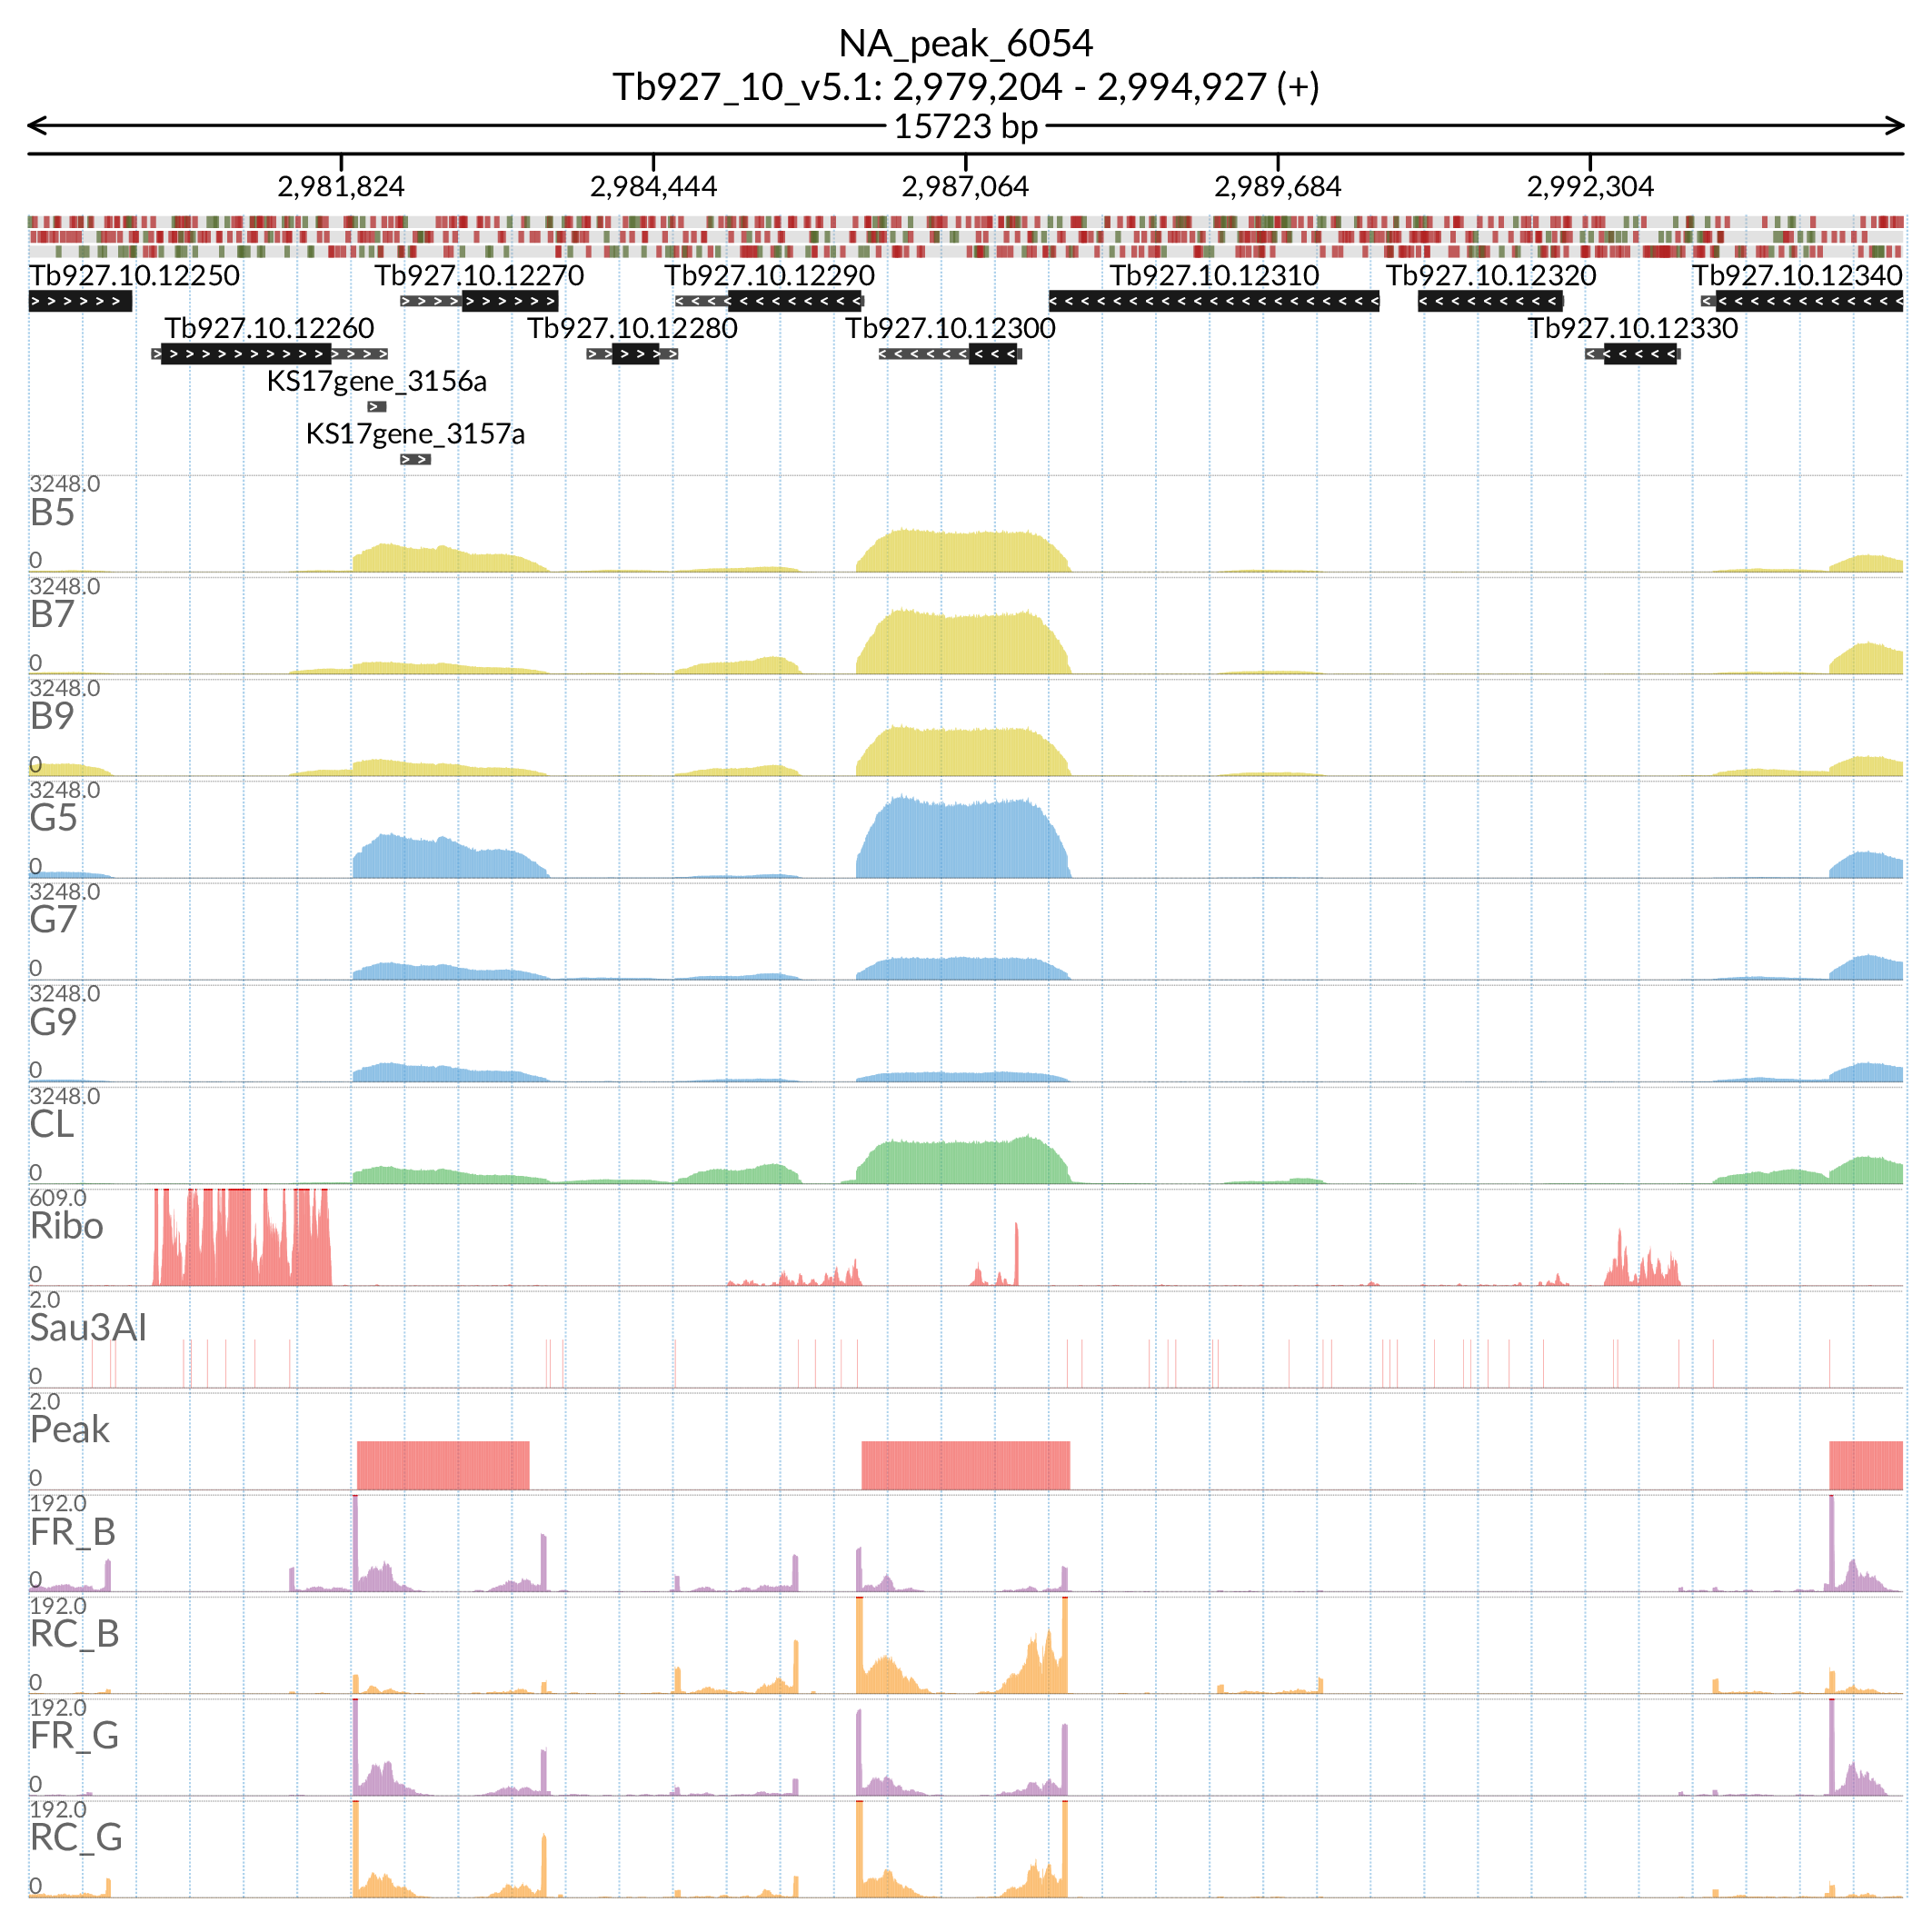 NA_peak_6054
Tb927_10_v5.1: 2,979,204 - 2,994,927 (+)
15723 bp
2,981,824 2,984,444 2,987,064 2,989,684 2,992,304
Tb927.10.12250 Tb927.10.12270 Tb927.10.12290 Tb927.10.12310 Tb927.10.12320 Tb927.10.12340
Tb927.10.12260 Tb927.10.12280 Tb927.10.12300 Tb927.10.12330
KS17gene_3156a
KS17gene_3157a
3248.0
B5
0
3248.0
B7
0
3248.0
B9
0
3248.0
G5
0
3248.0
G7
0
3248.0
G9
0
3248.0
CL
0
609.0
Ribo
0
2.0
Sau3AI
0
2.0
Peak
0
192.0
FR_B
0
192.0
RC_B
0
192.0
FR_G
0
192.0
RC_G
0